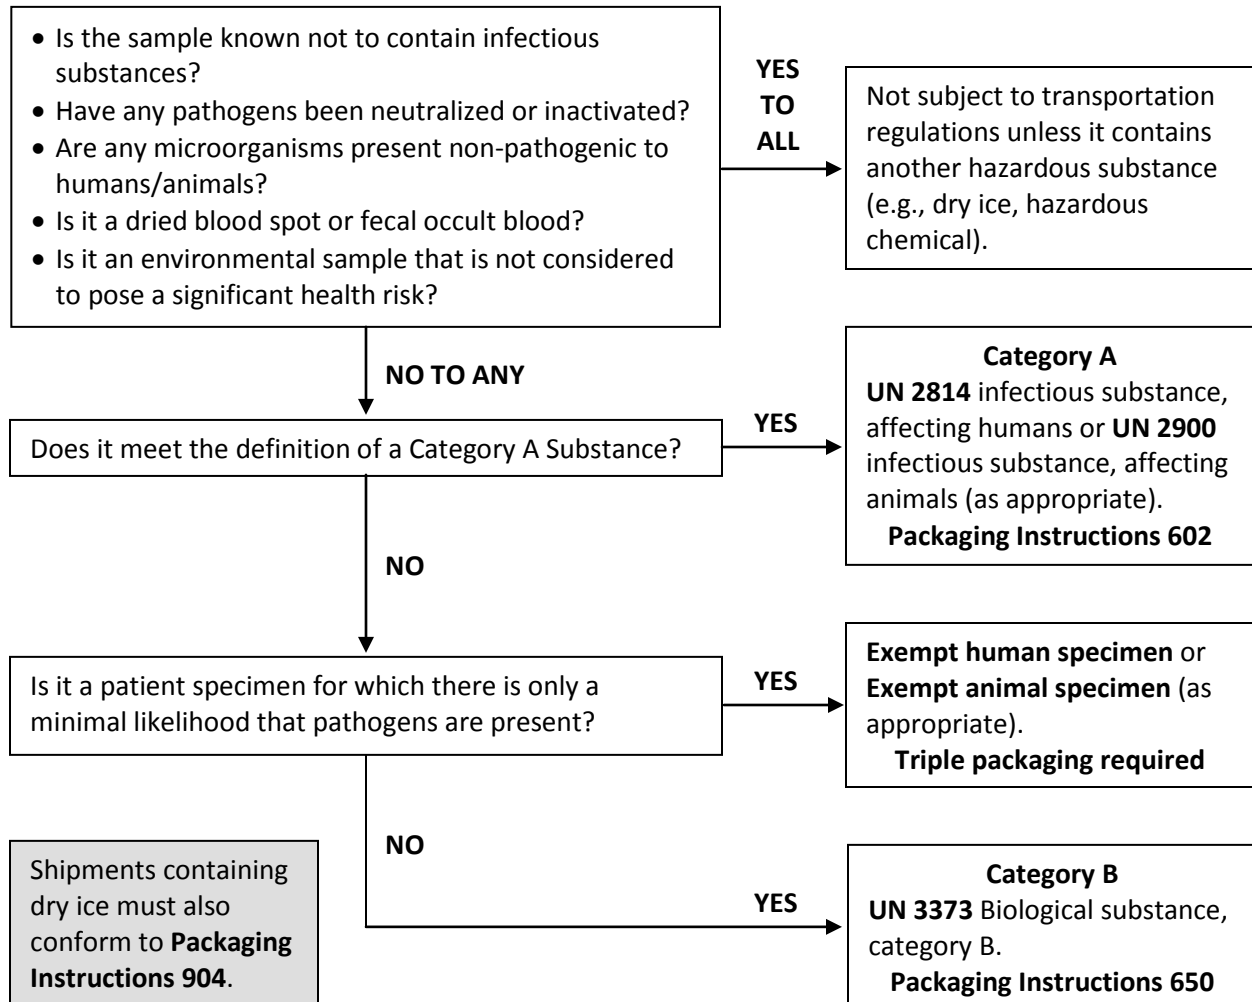 • Is the sample known not to contain infectious
substances?
• Have any pathogens been neutralized or inactivated?
• Are any microorganisms present non-pathogenic to
humans/animals?
• Is it a dried blood spot or fecal occult blood?
• Is it an environmental sample that is not considered
to pose a significant health risk?
YES
TO
ALL
Not subject to transportation
regulations unless it contains
another hazardous substance
(e.g., dry ice, hazardous
chemical).
NO TO ANY
Does it meet the definition of a Category A Substance?
YES
Category A
UN 2814 infectious substance,
affecting humans or UN 2900
infectious substance, affecting
animals (as appropriate).
Packaging Instructions 602
NO
Is it a patient specimen for which there is only a
minimal likelihood that pathogens are present?
YES
Exempt human specimen or
Exempt animal specimen (as
appropriate).
Triple packaging required
NO
Shipments containing
dry ice must also
conform to Packaging
Instructions 904.
YES
Category B
UN 3373 Biological substance,
category B.
Packaging Instructions 650